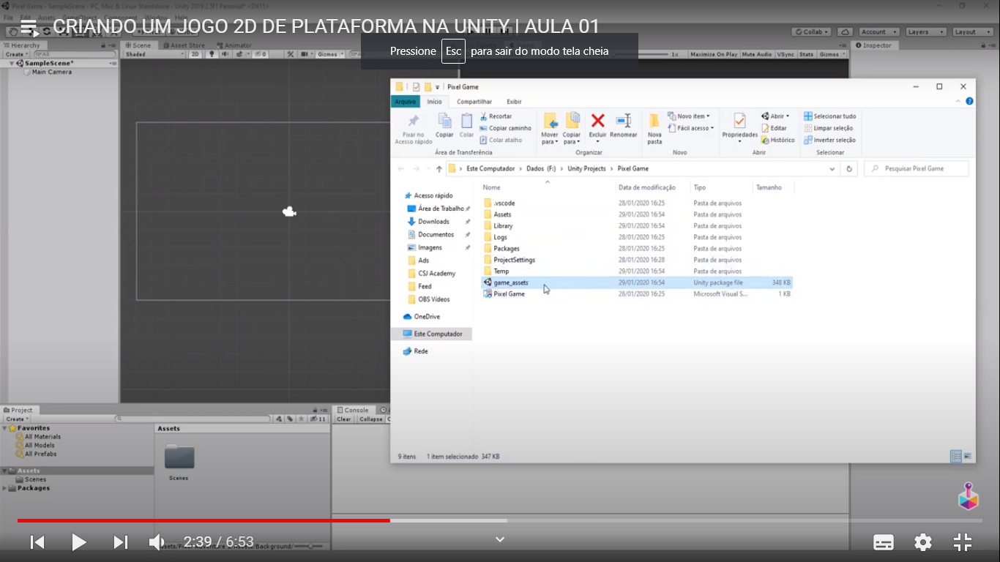 Pixel Game - SampleScene - PC, Mac & Linux Standalone - Unity 2019.2.5f1 Personal* <DX11>
File Edit Assets GameObject Component Window Help
CRIANDO UM JOGO 2D DE PLATAFORMA NA UNITY | AULA 01
Collab Account Layers Layout
Pressione Esc para sair do modo tela cheia
Hierarchy Scene Asset Store Animator Inspector
Create All Shaded 2D 0 Gizmos All 1x Maximize On Play Mute Audio VSync Stats Gizmos
SampleScene*
Main Camera
Pixel Game
Arquivo Início Compartilhar Exibir
Fixar no Acesso rápido
Copiar
Colar
Recortar
Copiar caminho
Colar atalho
Mover para
Copiar para
Excluir
Renomear
Nova pasta
Novo item
Fácil acesso
Propriedades
Abrir
Editar
Histórico
Selecionar tudo
Limpar seleção
Inverter seleção
Área de Transferência Organizar Novo Abrir Selecionar
Este Computador Dados (F:) Unity Projects Pixel Game
Pesquisar Pixel Game
Nome Data de modificação Tipo Tamanho
Acesso rápido
Área de Trabalho
Downloads
Documentos
Imagens
Ads
CSJ Academy
Feed
OBS Vídeos
OneDrive
Este Computador
Rede
.vscode 28/01/2020 16:25 Pasta de arquivos
Assets 29/01/2020 16:54 Pasta de arquivos
Library 29/01/2020 16:54 Pasta de arquivos
Logs 28/01/2020 16:25 Pasta de arquivos
Packages 28/01/2020 16:25 Pasta de arquivos
ProjectSettings 28/01/2020 16:28 Pasta de arquivos
Temp 29/01/2020 16:54 Pasta de arquivos
game_assets 29/01/2020 16:54 Unity package file 348 KB
Pixel Game 28/01/2020 16:25 Microsoft Visual S... 1 KB
9 itens 1 item selecionado 347 KB
Project
Create 11
Favorites
All Materials
All Models
All Prefabs
Assets
Scenes
Packages
Assets
Scenes
Console
Clear Collapse
2:39 / 6:53